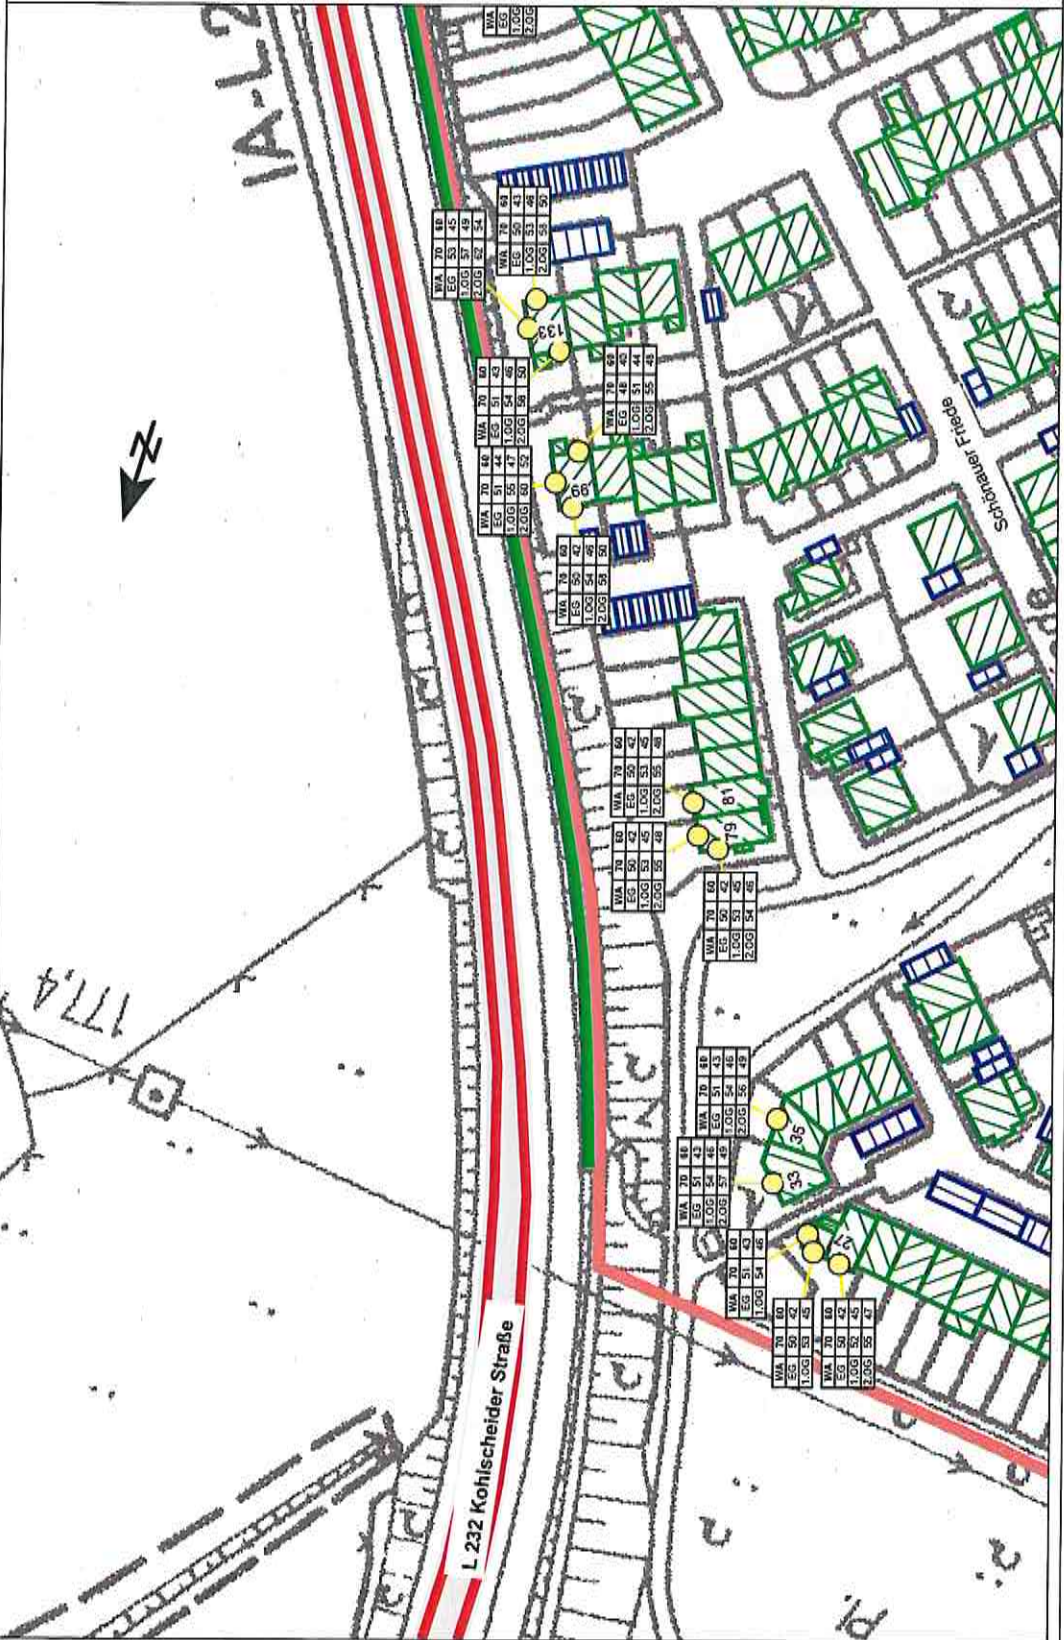 IA-L2
WA
EG
1.OG
2.OG
WA 70 60
EG 53 45
1.OG 57 49
2.OG 62 54
WA 70 60
EG 50 43
1.OG 53 46
2.OG 58 50
133
WA 70 60
EG 51 43
1.OG 54 46
2.OG 58 50
WA 70 60
EG 48 40
1.OG 51 44
2.OG 55 48
WA 70 60
EG 51 44
1.OG 55 47
2.OG 60 52
99
WA 70 60
EG 50 42
1.OG 54 46
2.OG 58 50
Schönauer Friede
WA 70 60
EG 50 42
1.OG 53 45
2.OG 55 48
81
WA 70 60
EG 50 42
1.OG 53 45
2.OG 55 48
79
WA 70 60
EG 50 42
1.OG 53 45
2.OG 54 46
177,4
WA 70 60
EG 51 43
1.OG 54 46
2.OG 56 49
35
WA 70 60
EG 51 43
1.OG 54 46
2.OG 57 49
33
WA 70 60
EG 51 43
1.OG 54 46
27
WA 70 60
EG 50 42
1.OG 53 45
WA 70 60
EG 50 42
1.OG 52 45
2.OG 55 47
L 232 Kohlscheider Straße
Pl.